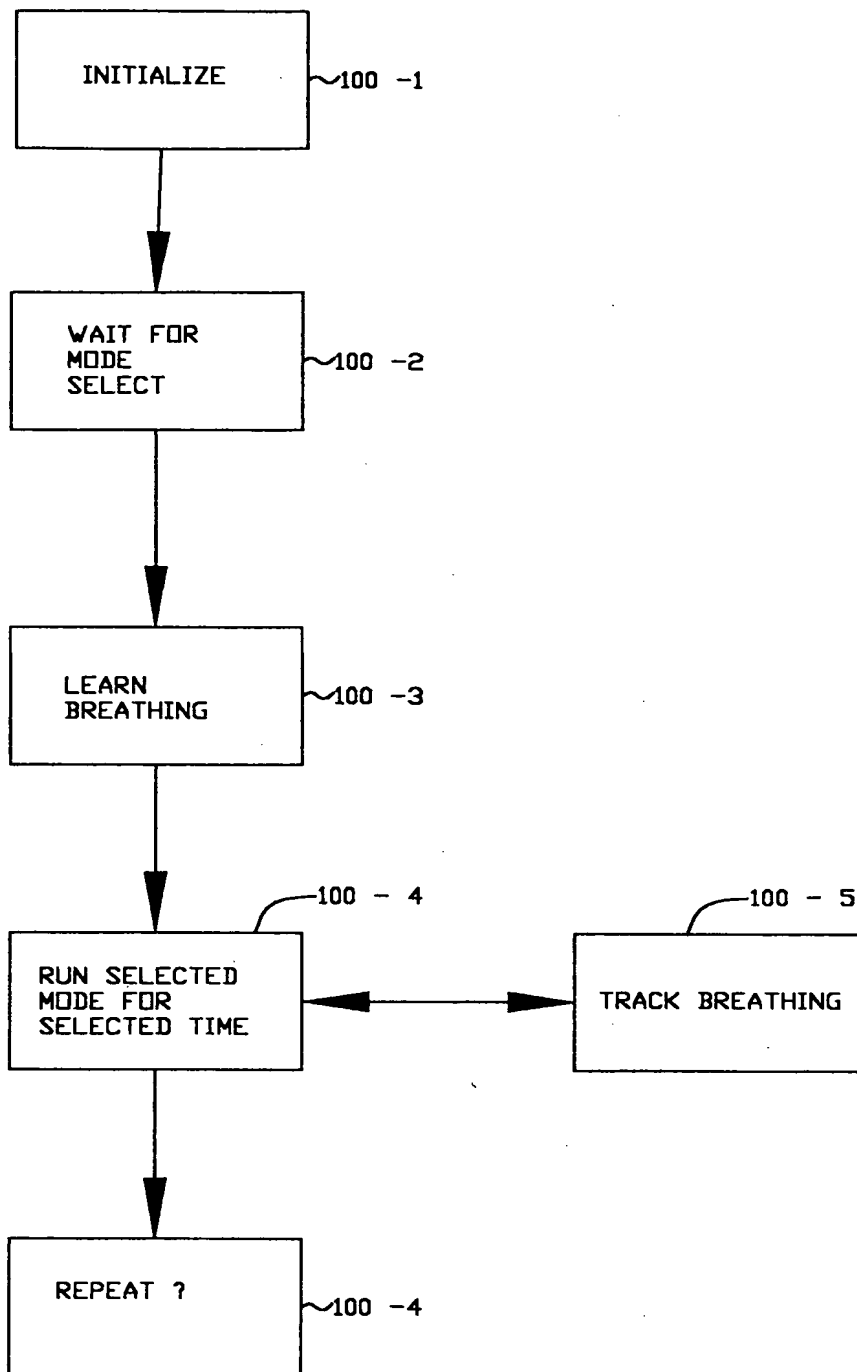 INITIALIZE
100 -1
WAIT FOR
MODE
SELECT
100 -2
LEARN
BREATHING
100 -3
100 - 4
RUN SELECTED
MODE FOR
SELECTED TIME
100 - 5
TRACK BREATHING
REPEAT ?
100 -4